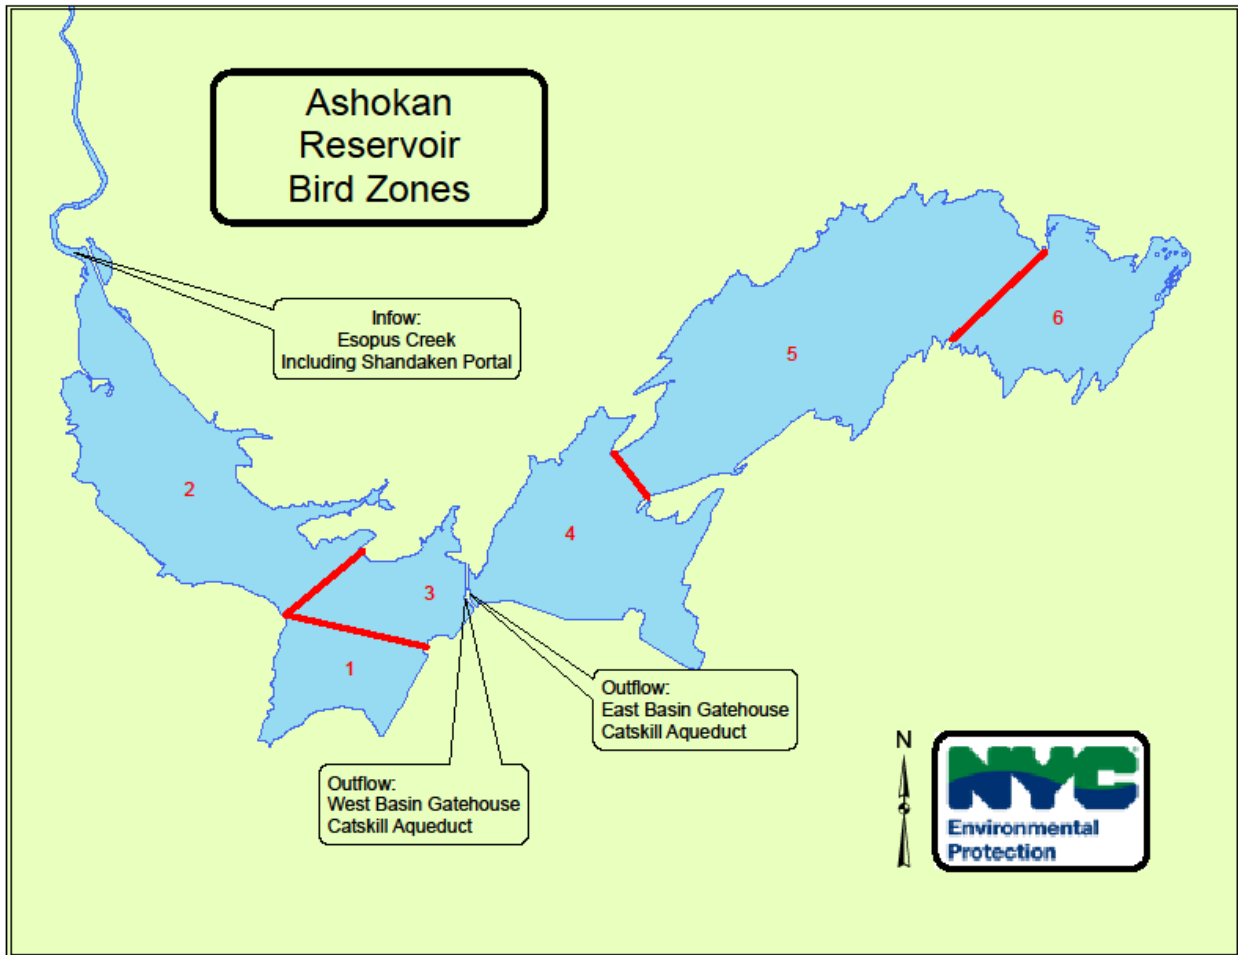 Ashokan
Reservoir
Bird Zones
Infow:
Esopus Creek
Including Shandaken Portal
6
5
2
4
3
1
Outflow:
East Basin Gatehouse
Catskill Aqueduct
Outflow:
West Basin Gatehouse
Catskill Aqueduct
N
NYC
Environmental
Protection